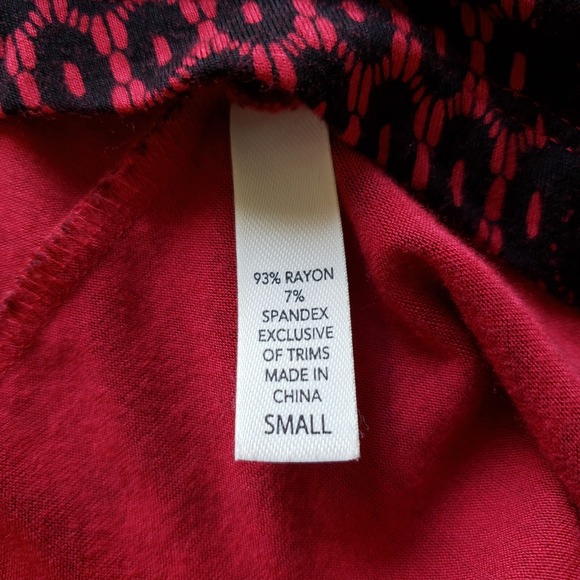 93% RAYON
7%
SPANDEX
EXCLUSIVE
OF TRIMS
MADE IN
CHINA
SMALL